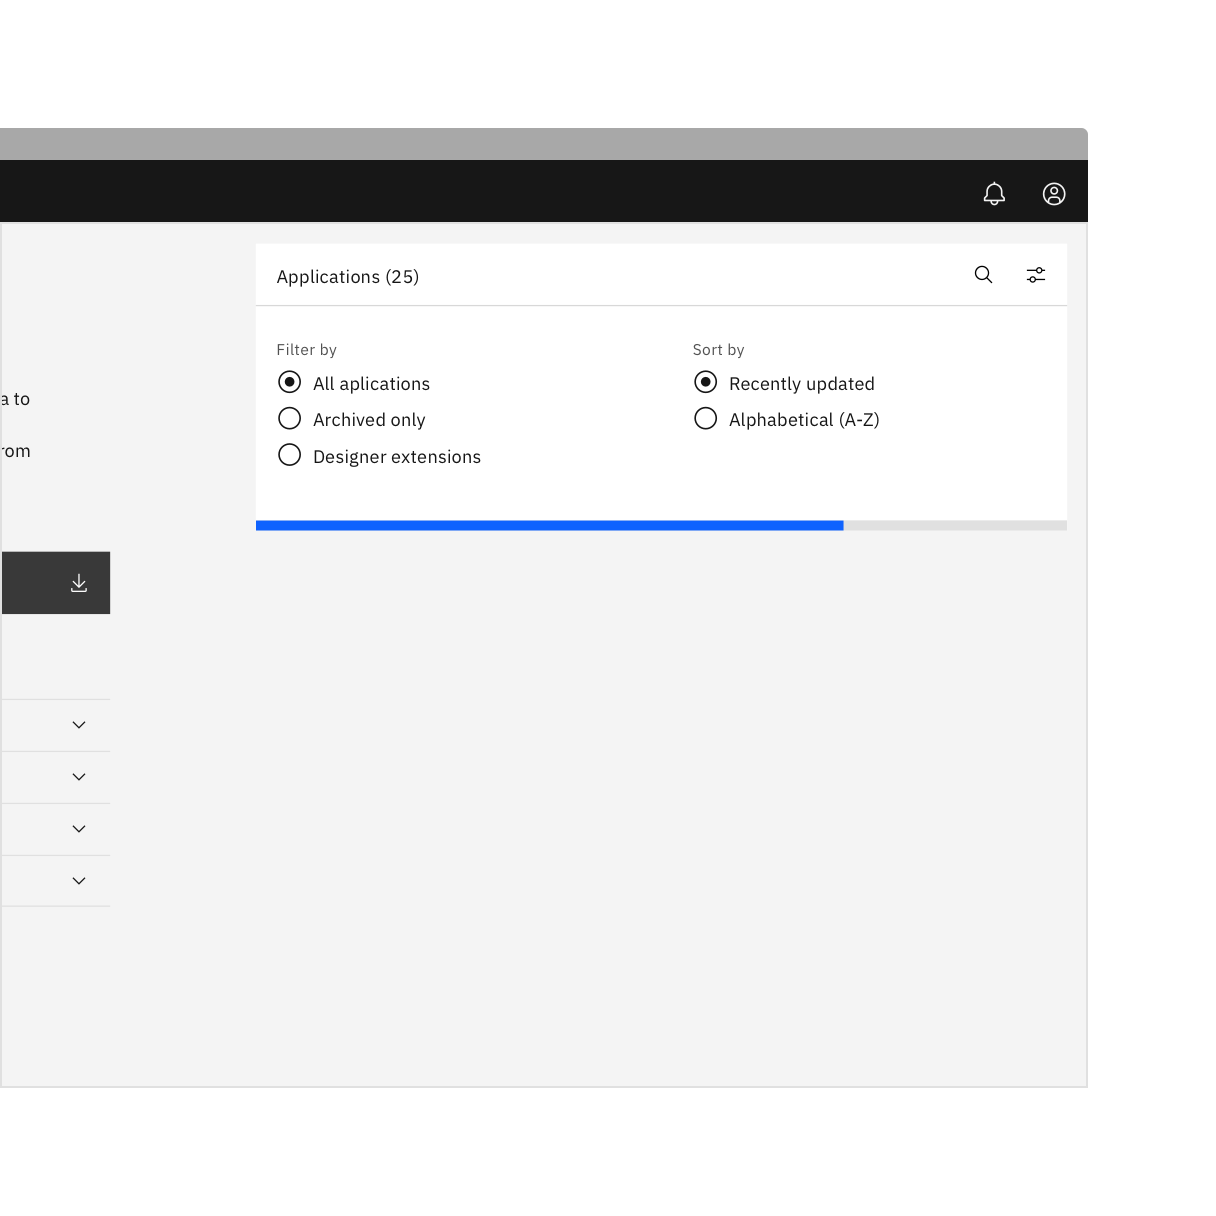 Applications (25)
Filter by
All aplications
Archived only
Designer extensions
Sort by
Recently updated
Alphabetical (A-Z)
a to
rom